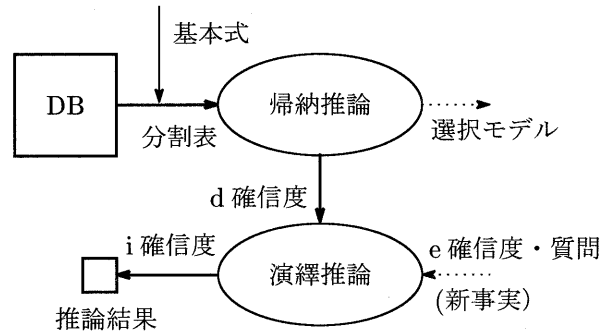 基本式
DB
帰納推論
分割表
選択モデル
d 確信度
i 確信度
e 確信度・質問
演繹推論
(新事実)
推論結果